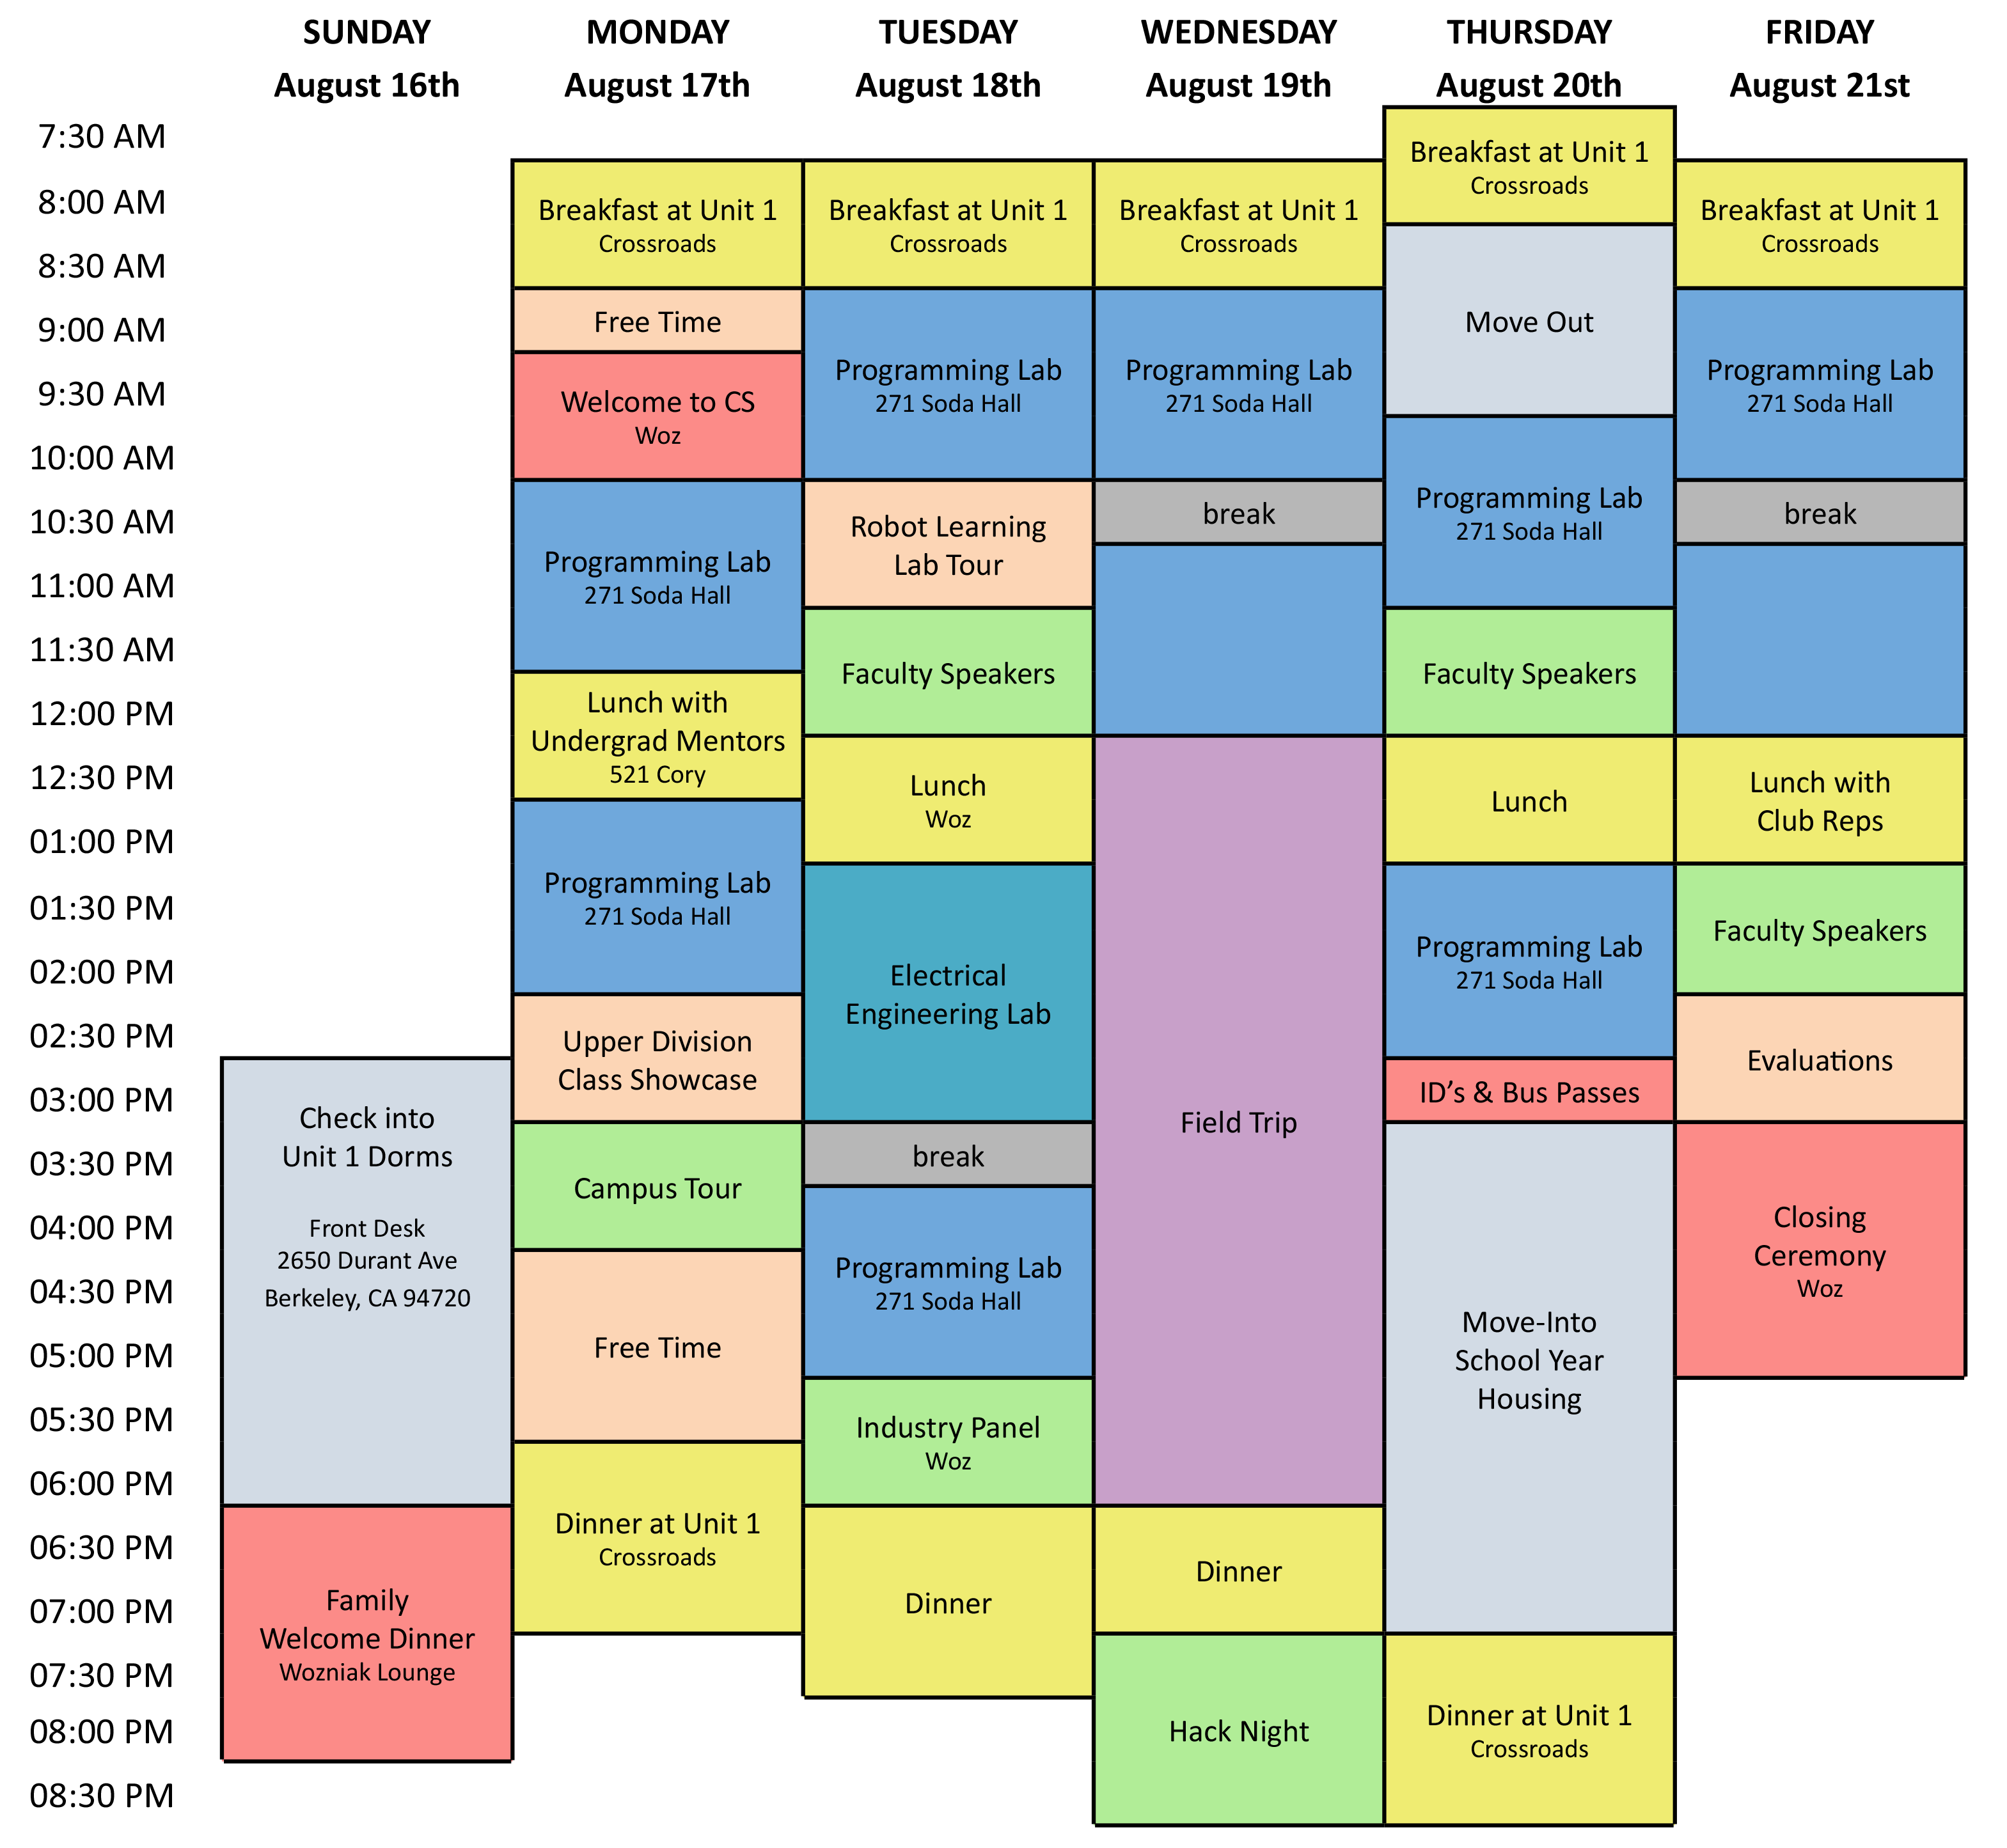 SUNDAY
August 16th
MONDAY
August 17th
TUESDAY
August 18th
WEDNESDAY
August 19th
THURSDAY
August 20th
FRIDAY
August 21st
7:30 AM
8:00 AM
8:30 AM
9:00 AM
9:30 AM
10:00 AM
10:30 AM
11:00 AM
11:30 AM
12:00 PM
12:30 PM
01:00 PM
01:30 PM
02:00 PM
02:30 PM
03:00 PM
03:30 PM
04:00 PM
04:30 PM
05:00 PM
05:30 PM
06:00 PM
06:30 PM
07:00 PM
07:30 PM
08:00 PM
08:30 PM
Check into
Unit 1 Dorms
Front Desk
2650 Durant Ave
Berkeley, CA 94720
Family
Welcome Dinner
Wozniak Lounge
Breakfast at Unit 1
Crossroads
Free Time
Welcome to CS
Woz
Programming Lab
271 Soda Hall
Lunch with
Undergrad Mentors
521 Cory
Programming Lab
271 Soda Hall
Upper Division
Class Showcase
Campus Tour
Free Time
Dinner at Unit 1
Crossroads
Breakfast at Unit 1
Crossroads
Programming Lab
271 Soda Hall
Robot Learning
Lab Tour
Faculty Speakers
Lunch
Woz
Electrical
Engineering Lab
break
Programming Lab
271 Soda Hall
Industry Panel
Woz
Dinner
Breakfast at Unit 1
Crossroads
Programming Lab
271 Soda Hall
break
Field Trip
Dinner
Hack Night
Breakfast at Unit 1
Crossroads
Move Out
Programming Lab
271 Soda Hall
Faculty Speakers
Lunch
Programming Lab
271 Soda Hall
ID’s & Bus Passes
Move-Into
School Year
Housing
Dinner at Unit 1
Crossroads
Breakfast at Unit 1
Crossroads
Programming Lab
271 Soda Hall
break
Lunch with
Club Reps
Faculty Speakers
Evaluations
Closing
Ceremony
Woz